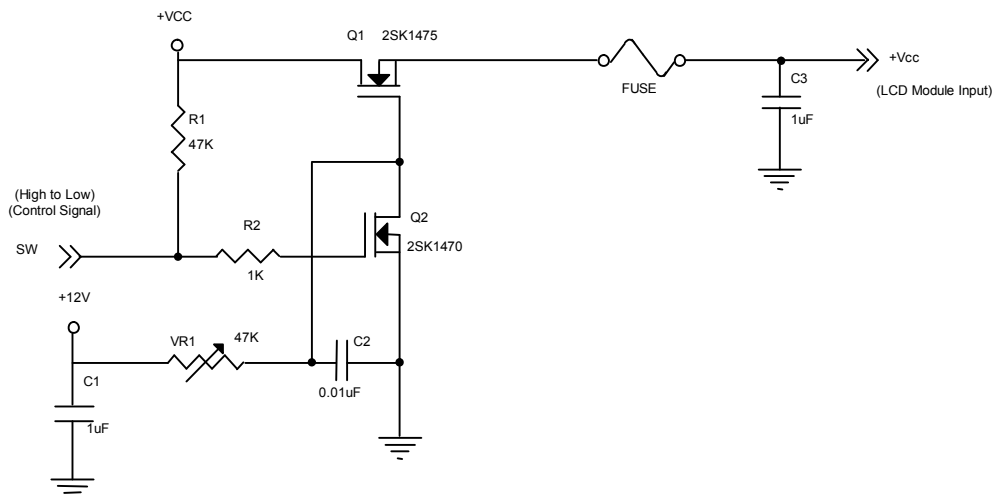 +VCC
Q1 2SK1475
FUSE
+Vcc
(LCD Module Input)
C3
1uF
R1
47K
(High to Low)
(Control Signal)
SW
R2
1K
Q2
2SK1470
+12V
VR1 47K
C2
0.01uF
C1
1uF